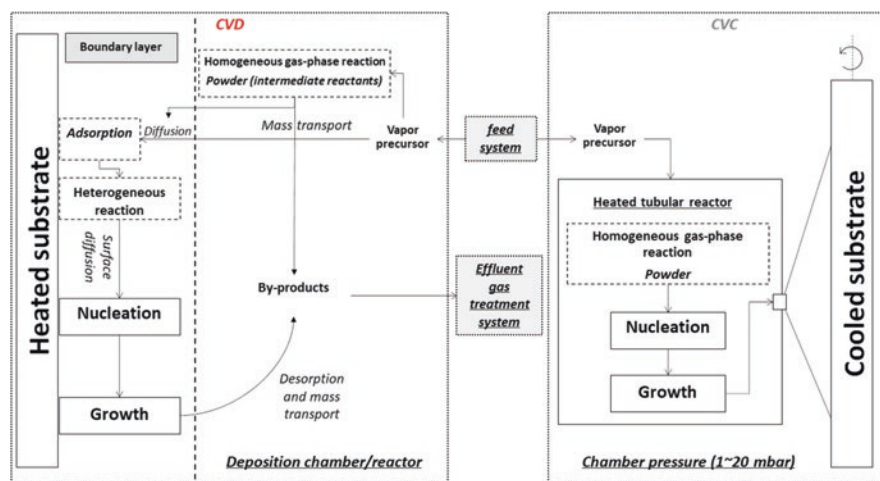 CVD
CVC
Heated substrate
Boundary layer
Homogeneous gas-phase reaction
Powder (intermediate reactants)
Adsorption
Diffusion
Mass transport
Vapor
precursor
feed
system
Vapor
precursor
Heterogeneous
reaction
Surface
diffusion
Nucleation
Growth
By-products
Desorption
and mass
transport
Deposition chamber/reactor
Effluent
gas
treatment
system
Heated tubular reactor
Homogeneous gas-phase
reaction
Powder
Nucleation
Growth
Chamber pressure (1~20 mbar)
Cooled substrate